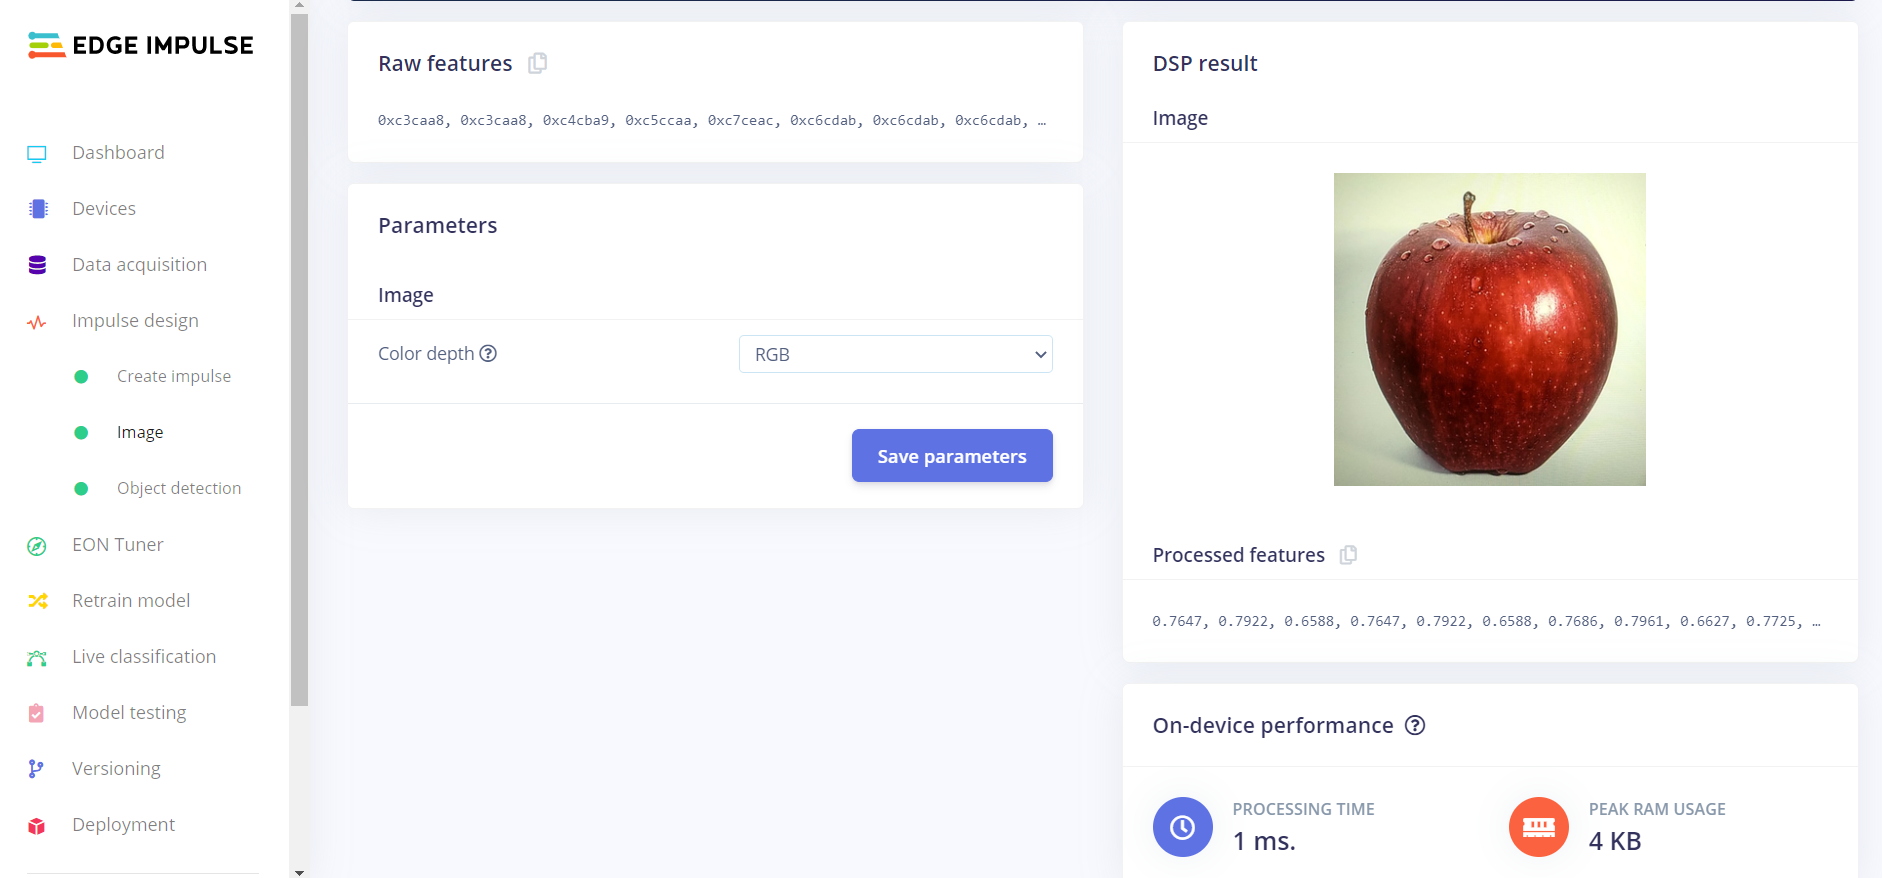 EDGE IMPULSE
Dashboard
Devices
Data acquisition
Impulse design
Create impulse
Image
Object detection
EON Tuner
Retrain model
Live classification
Model testing
Versioning
Deployment
Raw features
0xc3caa8, 0xc3caa8, 0xc4cba9, 0xc5ccaa, 0xc7ceac, 0xc6cdab, 0xc6cdab, 0xc6cdab, …
Parameters
Image
Color depth ?
RGB
Save parameters
DSP result
Image
Processed features
0.7647, 0.7922, 0.6588, 0.7647, 0.7922, 0.6588, 0.7686, 0.7961, 0.6627, 0.7725, …
On-device performance ?
PROCESSING TIME
1 ms.
PEAK RAM USAGE
4 KB